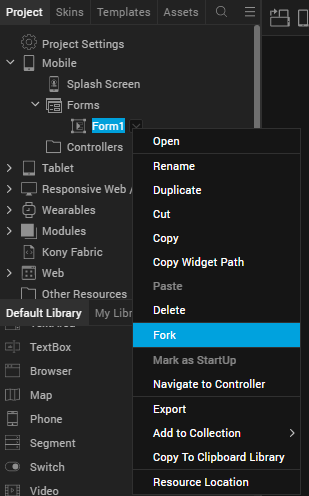 Project Skins Templates Assets
Project Settings
Mobile
Splash Screen
Forms
Form1
Controllers
Tablet
Responsive Web /
Wearables
Modules
Kony Fabric
Web
Other Resources
Default Library My Libr
TextBox
Browser
Map
Phone
Segment
Switch
Video
Open
Rename
Duplicate
Cut
Copy
Copy Widget Path
Paste
Delete
Fork
Mark as StartUp
Navigate to Controller
Export
Add to Collection
Copy To Clipboard Library
Resource Location